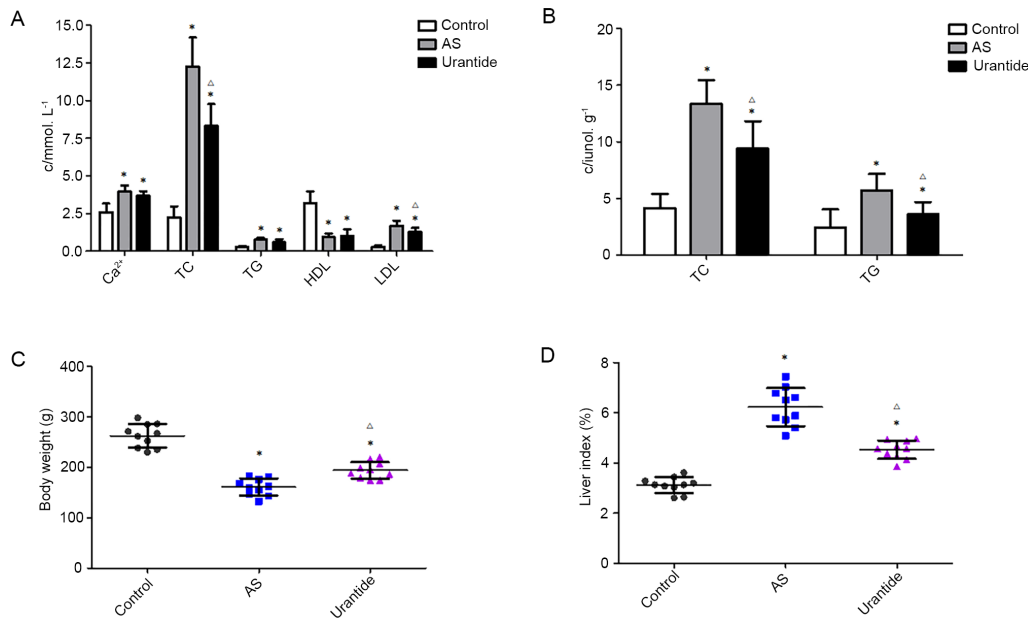 A
15.0
12.5
10.0
7.5
5.0
2.5
0.0
c/mmol. L⁻¹
Control
AS
Urantide
* * * △ * * * * * * △ *
Ca²⁺ TC TG HDL LDL
B
20
15
10
5
0
c/iunol. g⁻¹
Control
AS
Urantide
* △ * * △ *
TC TG
C
400
300
200
100
0
Body weight (g)
* △ *
Control AS Urantide
D
8
6
4
2
0
Liver index (%)
* △ *
Control AS Urantide